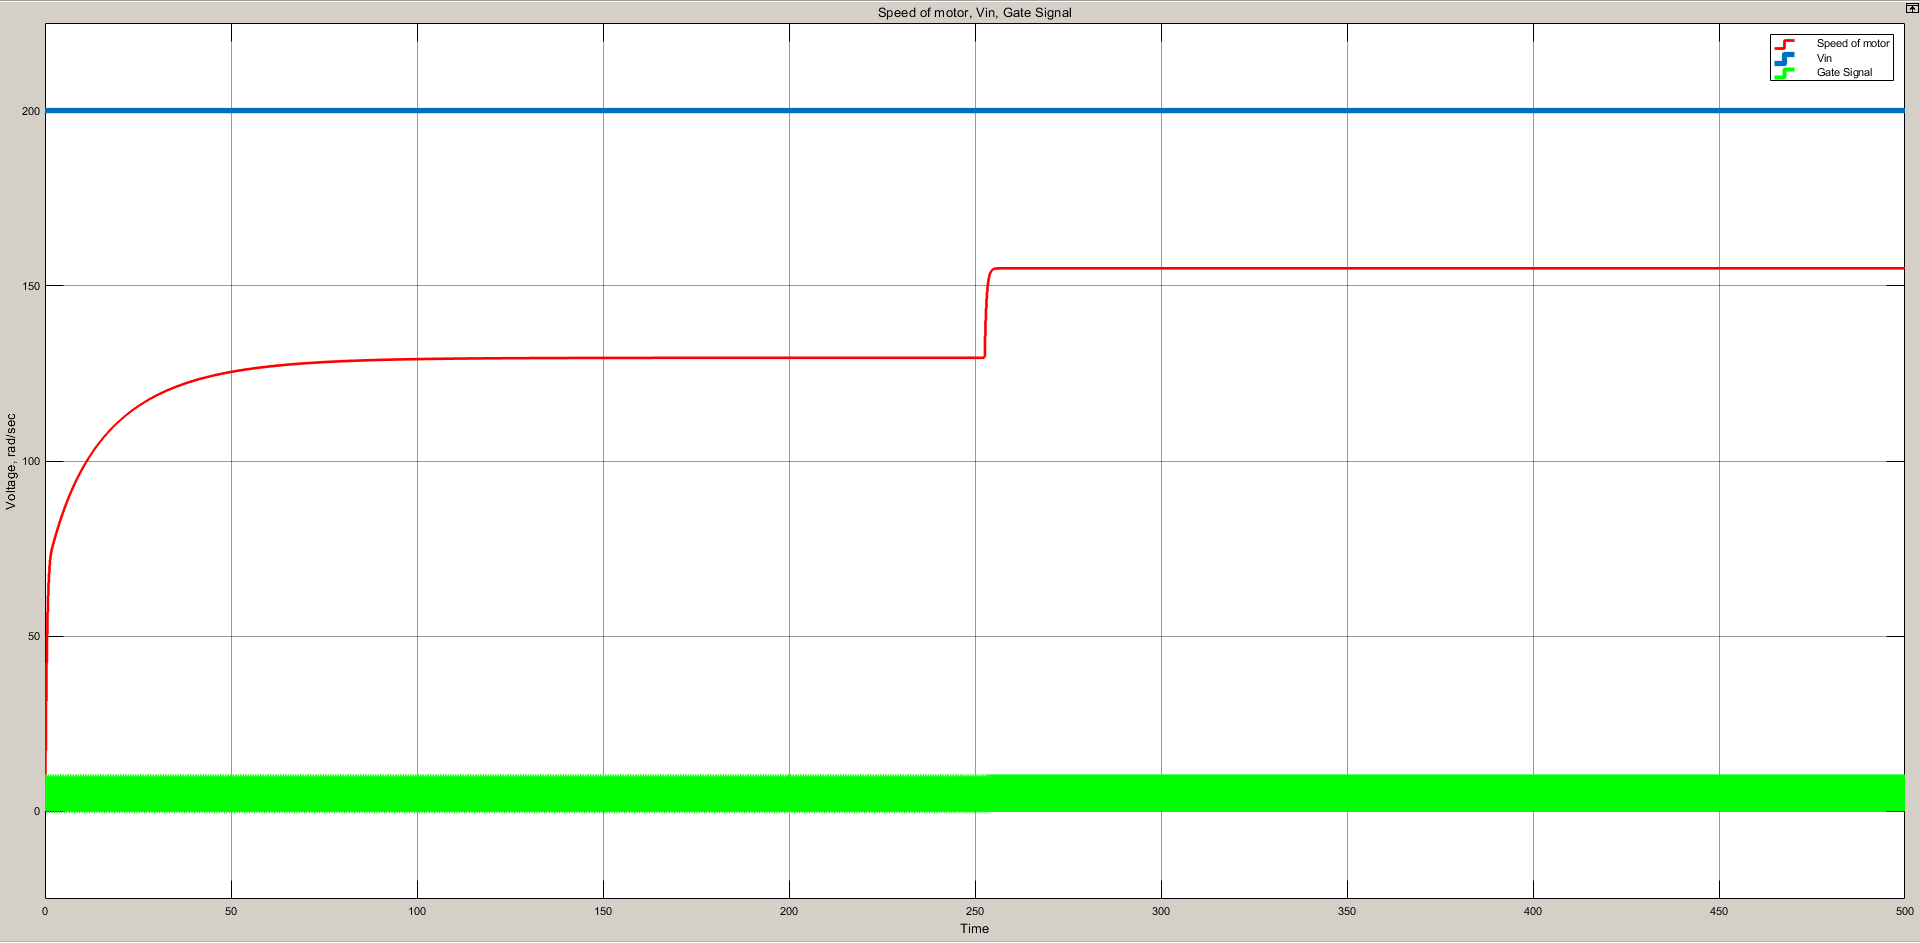 Speed of motor, Vin, Gate Signal
Speed of motor
Vin
Gate Signal
Voltage, rad/sec
200
150
100
50
0
0
50
100
150
200
250
300
350
400
450
500
Time